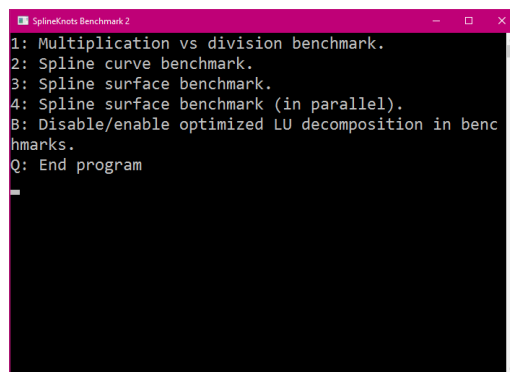 SplineKnots Benchmark 2
1: Multiplication vs division benchmark.
2: Spline curve benchmark.
3: Spline surface benchmark.
4: Spline surface benchmark (in parallel).
B: Disable/enable optimized LU decomposition in benc
hmarks.
Q: End program